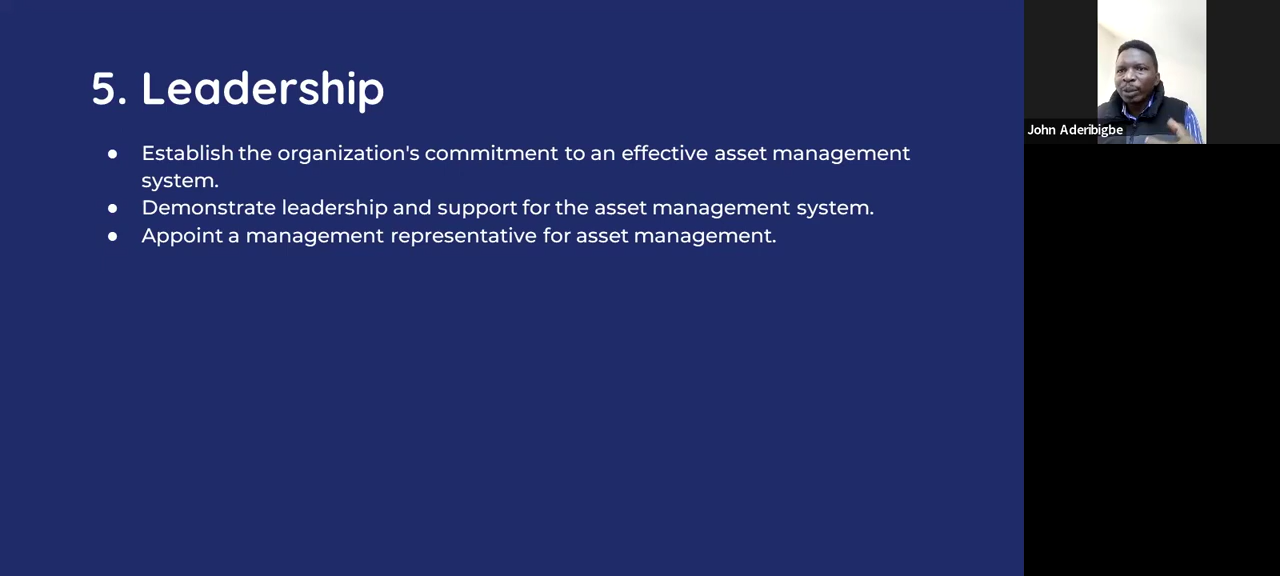 5. Leadership
● Establish the organization's commitment to an effective asset management
system.
● Demonstrate leadership and support for the asset management system.
● Appoint a management representative for asset management.
John Aderibigbe